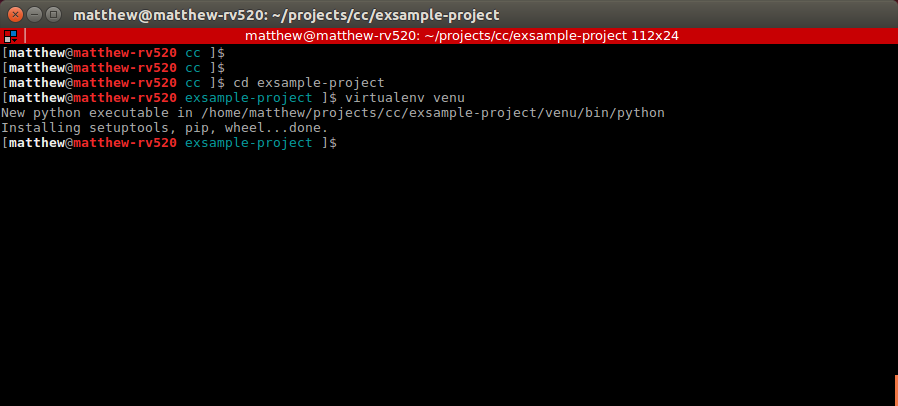 matthew@matthew-rv520: ~/projects/cc/exsample-project
matthew@matthew-rv520: ~/projects/cc/exsample-project 112x24
[matthew@matthew-rv520 cc ]$
[matthew@matthew-rv520 cc ]$
[matthew@matthew-rv520 cc ]$ cd exsample-project
[matthew@matthew-rv520 exsample-project ]$ virtualenv venu
New python executable in /home/matthew/projects/cc/exsample-project/venu/bin/python
Installing setuptools, pip, wheel...done.
[matthew@matthew-rv520 exsample-project ]$